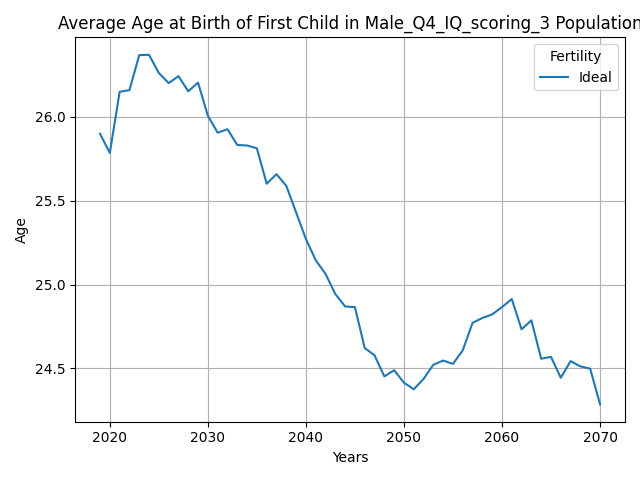 Average Age at Birth of First Child in Male_Q4_IQ_scoring_3 Population
Fertility
Ideal
26.0
25.5
25.0
24.5
Age
2020
2030
2040
2050
2060
2070
Years